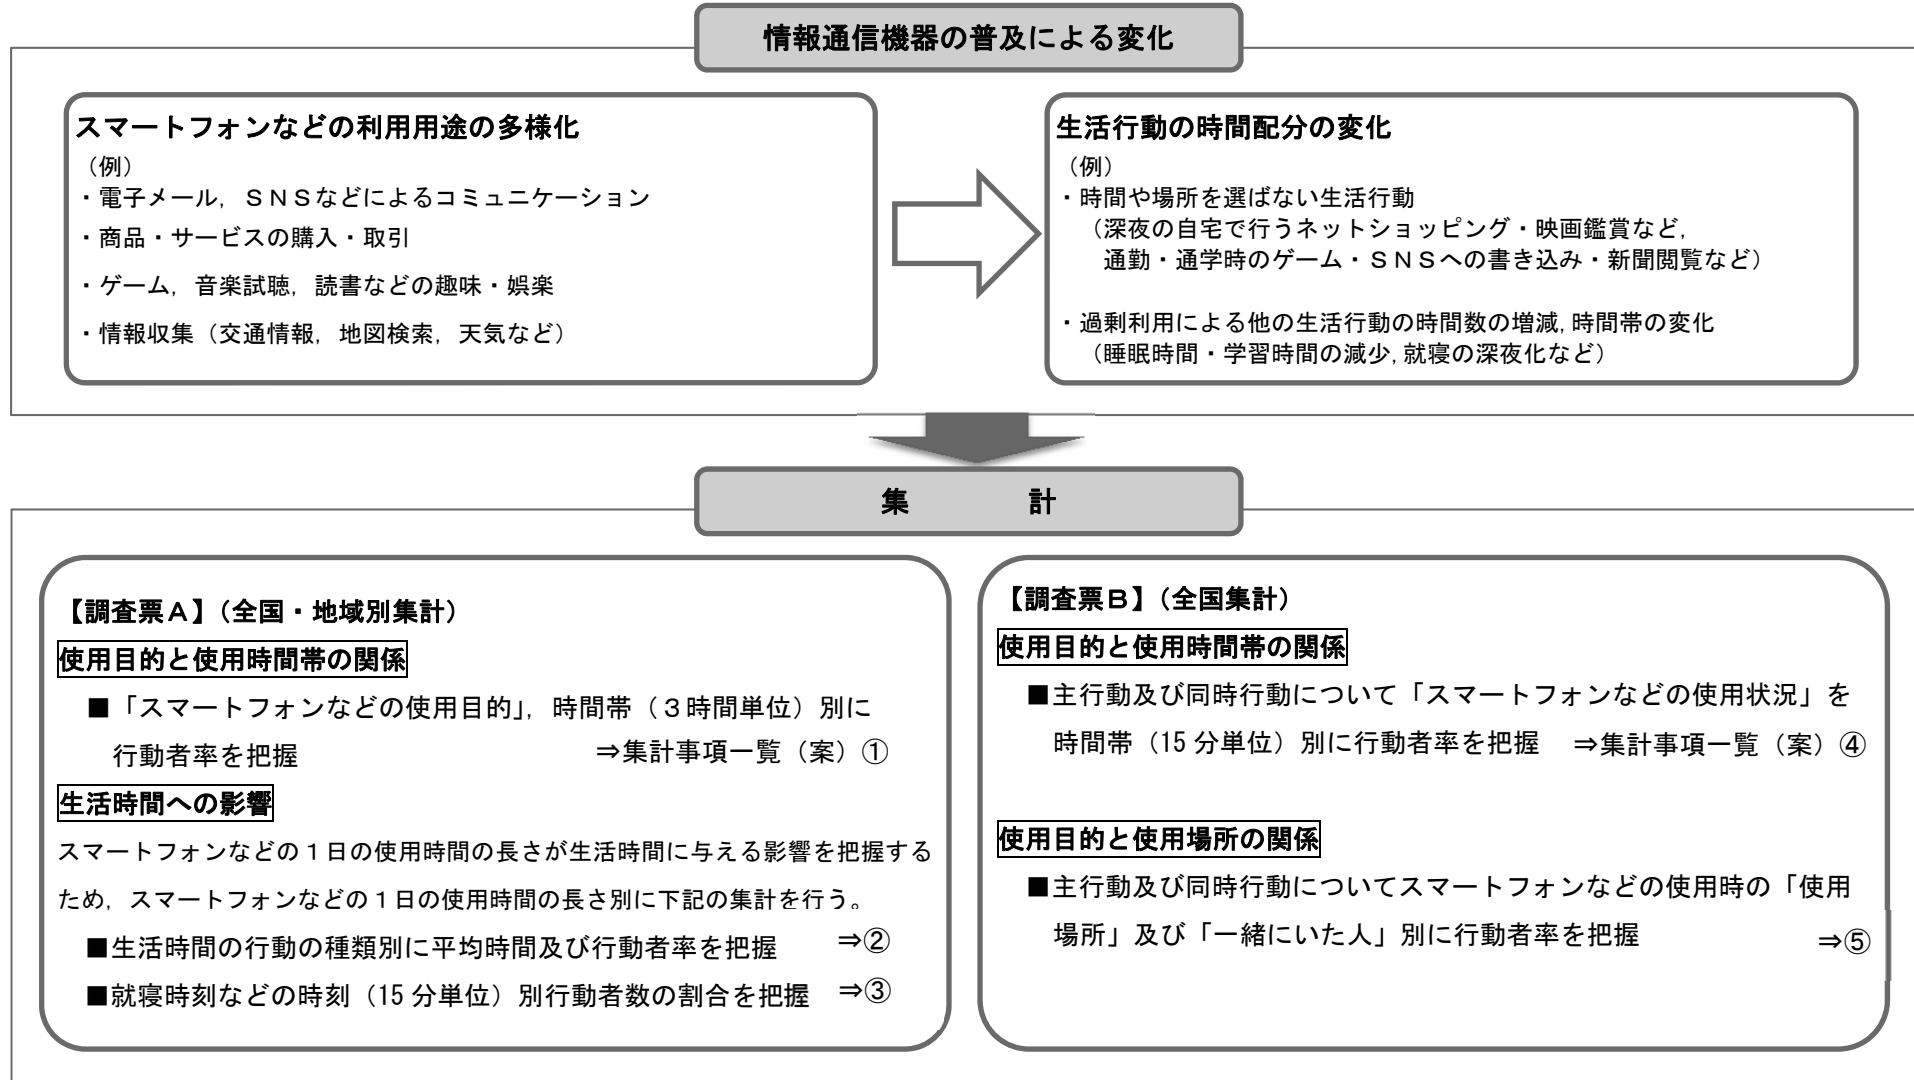 情報通信機器の普及による変化
スマートフォンなどの利用用途の多様化
（例）
・電子メール，ＳＮＳなどによるコミュニケーション
・商品・サービスの購入・取引
・ゲーム，音楽試聴，読書などの趣味・娯楽
・情報収集（交通情報，地図検索，天気など）
生活行動の時間配分の変化
（例）
・時間や場所を選ばない生活行動
（深夜の自宅で行うネットショッピング・映画鑑賞など，
通勤・通学時のゲーム・ＳＮＳへの書き込み・新聞閲覧など）
・過剰利用による他の生活行動の時間数の増減，時間帯の変化
（睡眠時間・学習時間の減少，就寝の深夜化など）
集　計
【調査票Ａ】（全国・地域別集計）
使用目的と使用時間帯の関係
■「スマートフォンなどの使用目的」，時間帯（３時間単位）別に
行動者率を把握　⇒集計事項一覧（案）①
生活時間への影響
スマートフォンなどの１日の使用時間の長さが生活時間に与える影響を把握する
ため，スマートフォンなどの１日の使用時間の長さ別に下記の集計を行う。
■生活時間の行動の種類別に平均時間及び行動者率を把握　⇒②
■就寝時刻などの時刻（15 分単位）別行動者数の割合を把握　⇒③
【調査票Ｂ】（全国集計）
使用目的と使用時間帯の関係
■主行動及び同時行動について「スマートフォンなどの使用状況」を
時間帯（15 分単位）別に行動者率を把握　⇒集計事項一覧（案）④
使用目的と使用場所の関係
■主行動及び同時行動についてスマートフォンなどの使用時の「使用
場所」及び「一緒にいた人」別に行動者率を把握　⇒⑤